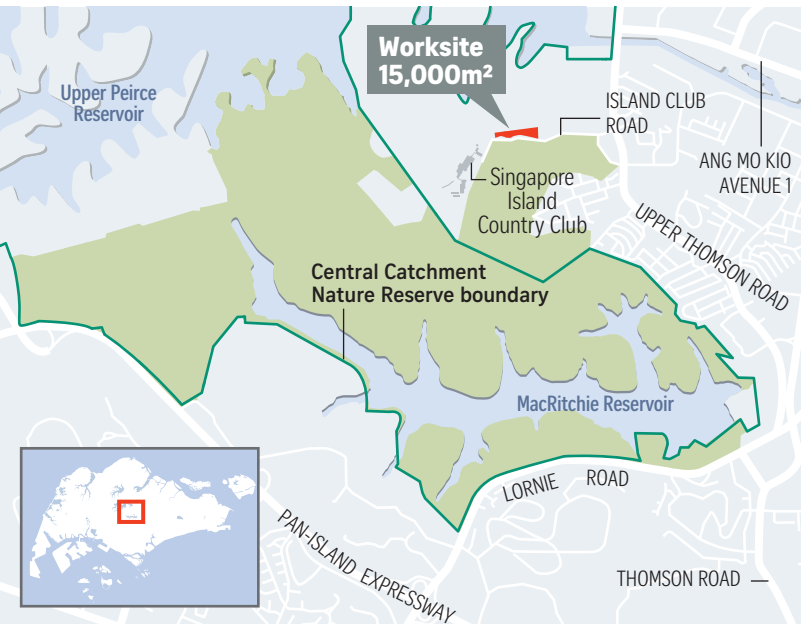 Worksite
15,000m²
Upper Peirce
Reservoir
ISLAND CLUB
ROAD
ANG MO KIO
AVENUE 1
Singapore
Island
Country Club
UPPER THOMSON ROAD
Central Catchment
Nature Reserve boundary
MacRitchie Reservoir
LORNIE ROAD
PAN-ISLAND EXPRESSWAY
THOMSON ROAD